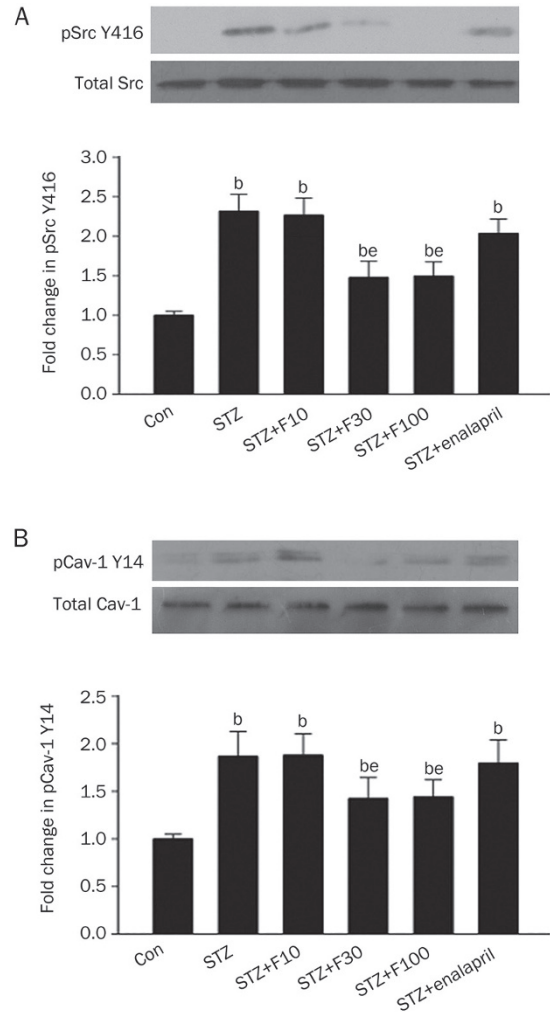 A
pSrc Y416
Total Src
Fold change in pSrc Y416
3.0
2.5
2.0
1.5
1.0
0.5
0.0
b
b
be
be
b
Con
STZ
STZ+F10
STZ+F30
STZ+F100
STZ+enalapril
B
pCav-1 Y14
Total Cav-1
Fold change in pCav-1 Y14
2.5
2.0
1.5
1.0
0.5
0.0
b
b
be
be
b
Con
STZ
STZ+F10
STZ+F30
STZ+F100
STZ+enalapril